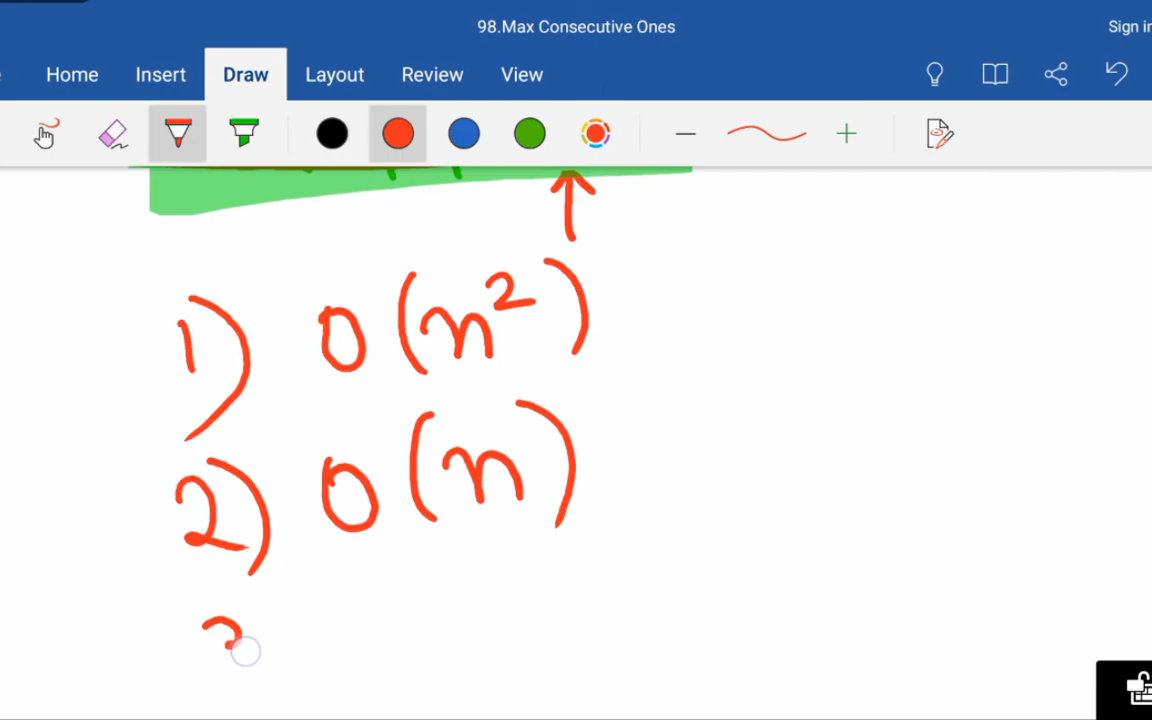 98.Max Consecutive Ones
Sign in
Home Insert Draw Layout Review View
1) O(n²)
2) O(n)